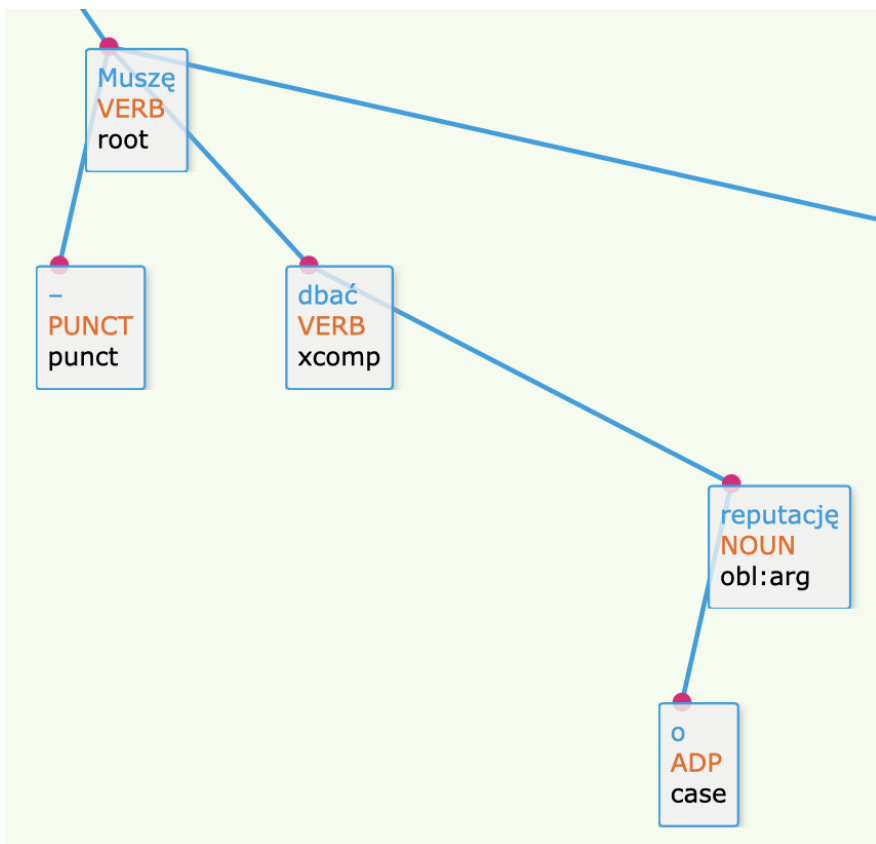 Muszę
VERB
root
–
PUNCT
punct
dbać
VERB
xcomp
reputację
NOUN
obl:arg
o
ADP
case